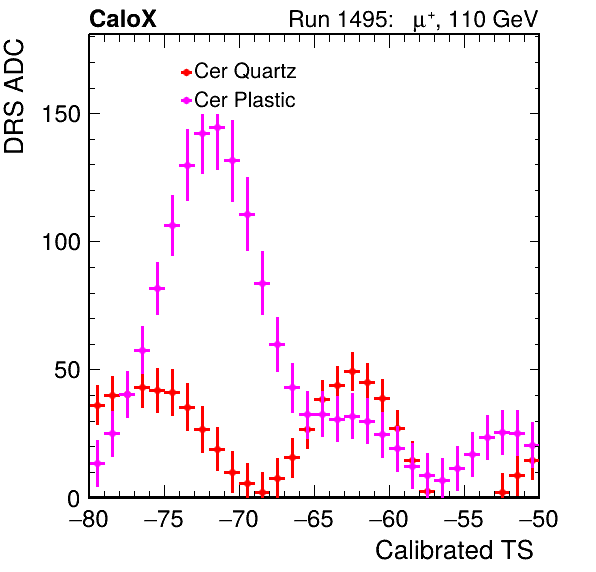 CaloX
Run 1495: μ⁺, 110 GeV
DRS ADC
Cer Quartz
Cer Plastic
150
100
50
0
−80 −75 −70 −65 −60 −55 −50
Calibrated TS